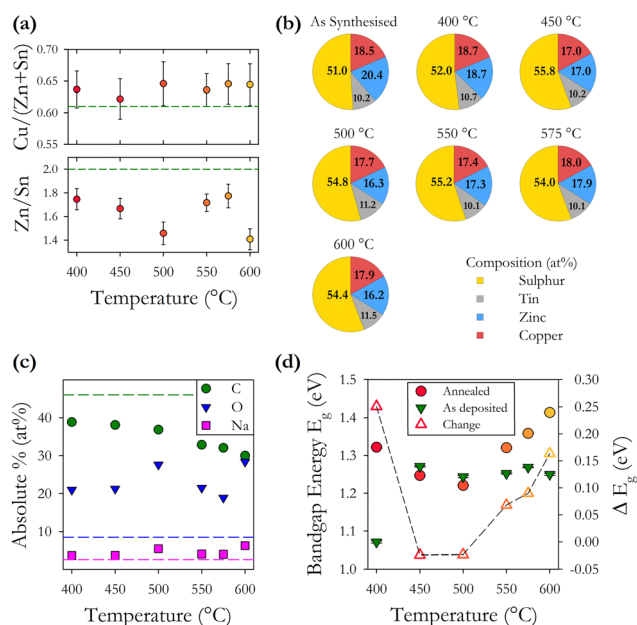 (a)
0.70
0.65
0.60
0.55
Cu/(Zn+Sn)
2.0
1.8
1.6
1.4
Zn/Sn
400 450 500 550 600
Temperature (°C)
(b)
As Synthesised
18.5
51.0
20.4
10.2
400 °C
18.7
52.0
18.7
10.7
450 °C
17.0
55.8
17.0
10.2
500 °C
17.7
54.8
16.3
11.2
550 °C
17.4
55.2
17.3
10.1
575 °C
18.0
54.0
17.9
10.1
600 °C
17.9
54.4
16.2
11.5
Composition (at%)
Sulphur
Tin
Zinc
Copper
(c)
50
40
30
20
10
0
Absolute % (at%)
C
O
Na
400 450 500 550 600
Temperature (°C)
(d)
1.5
1.4
1.3
1.2
1.1
1.0
Bandgap Energy Eg (eV)
Annealed
As deposited
Change
0.30
0.25
0.20
0.15
0.10
0.05
0.00
-0.05
Δ Eg (eV)
400 450 500 550 600
Temperature (°C)